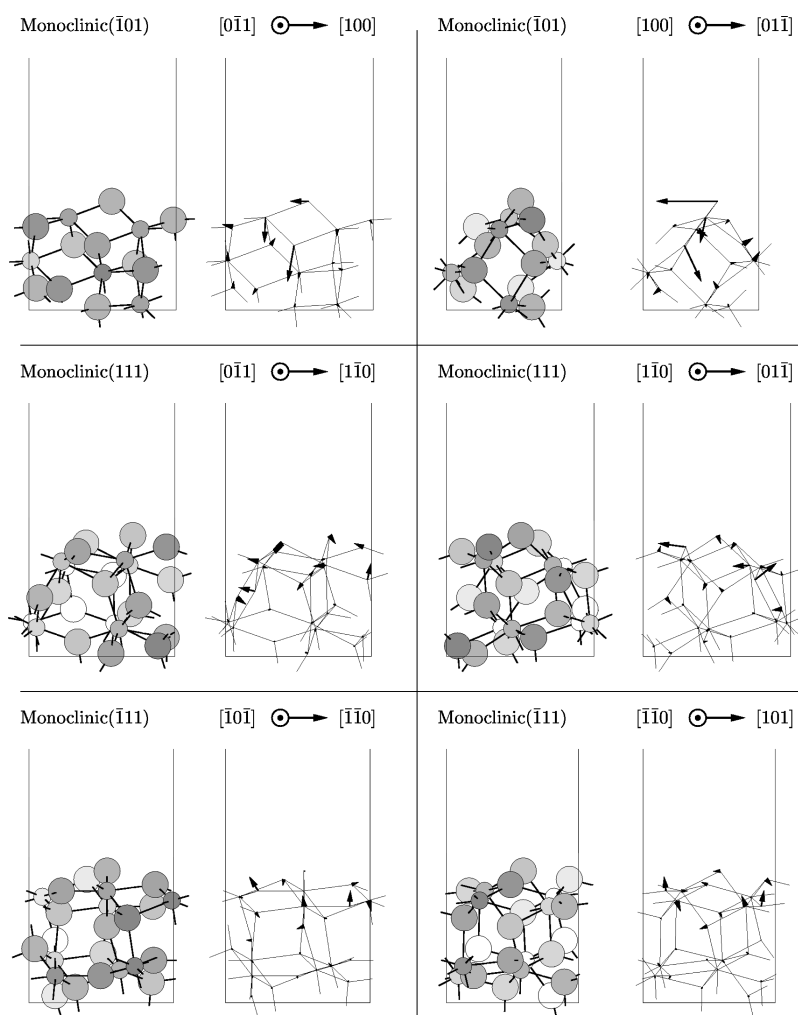 Monoclinic(1̄01) [01̄1] [100] Monoclinic(1̄01) [100] [011̄]
Monoclinic(111) [01̄1] [11̄0] Monoclinic(111) [11̄0] [011̄]
Monoclinic(1̄11) [1̄01̄] [1̄1̄0] Monoclinic(1̄11) [1̄1̄0] [101]